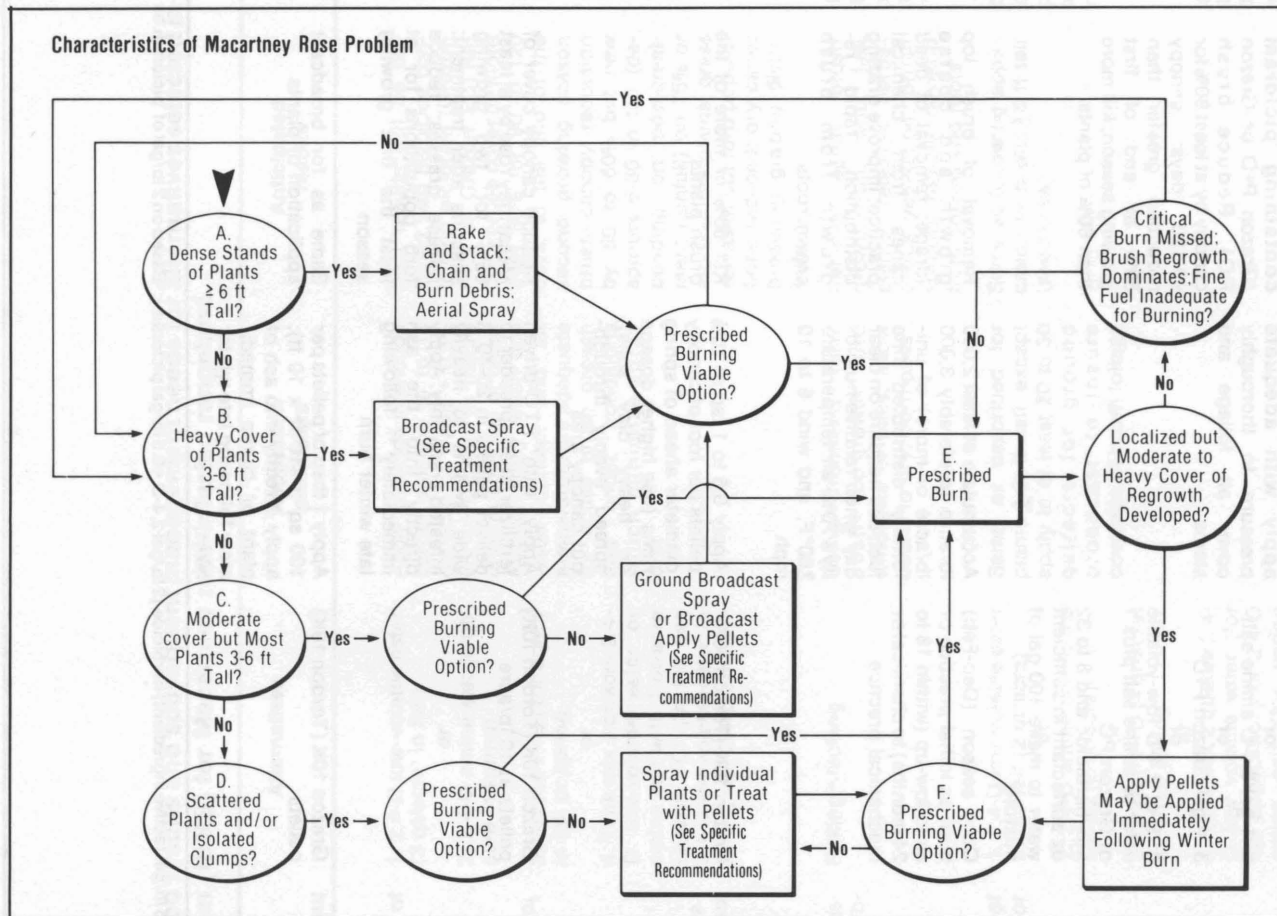 Characteristics of Macartney Rose Problem
Yes
No
A.
Dense Stands
of Plants
≥ 6 ft
Tall?
Yes
Rake
and Stack;
Chain and
Burn Debris;
Aerial Spray
Prescribed
Burning
Viable
Option?
Yes
No
Critical
Burn Missed;
Brush Regrowth
Dominates;Fine
Fuel Inadequate
for Burning?
No
No
B.
Heavy Cover
of Plants
3-6 ft
Tall?
Yes
Broadcast Spray
(See Specific
Treatment
Recommendations)
Yes
E.
Prescribed
Burn
Localized but
Moderate to
Heavy Cover of
Regrowth
Developed?
No
C.
Moderate
cover but Most
Plants 3-6 ft
Tall?
Yes
Prescribed
Burning
Viable
Option?
No
Ground Broadcast
Spray
or Broadcast
Apply Pellets
(See Specific
Treatment Re-
commendations)
Yes
Yes
No
Yes
D.
Scattered
Plants and/or
Isolated
Clumps?
Yes
Prescribed
Burning
Viable
Option?
No
Spray Individual
Plants or Treat
with Pellets
(See Specific
Treatment
Recommendations)
No
F.
Prescribed
Burning Viable
Option?
Apply Pellets
May be Applied
Immediately
Following Winter
Burn